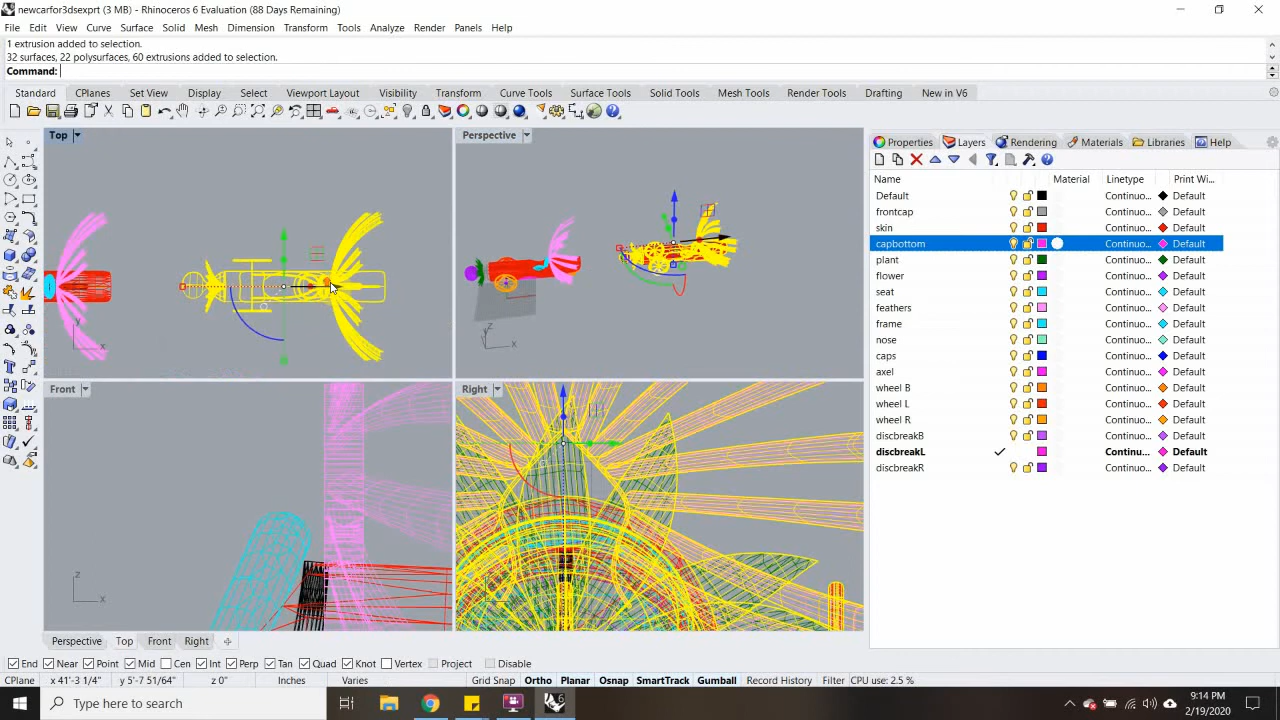 newcarfor3dsexprt (3 MB) - Rhinoceros 6 Evaluation (88 Days Remaining)
File Edit View Curve Surface Solid Mesh Dimension Transform Tools Analyze Render Panels Help
1 extrusion added to selection.
32 surfaces, 22 polysurfaces, 60 extrusions added to selection.
Command:
Standard CPlanes Set View Display Select Viewport Layout Visibility Transform Curve Tools Surface Tools Solid Tools Mesh Tools Render Tools Drafting New in V6
Top Perspective
Properties Layers Rendering Materials Libraries Help
Name Material Linetype Print Wi...
Default Continuo... Default
frontcap Continuo... Default
skin Continuo... Default
capbottom Continuo... Default
plant Continuo... Default
flower Continuo... Default
seat Continuo... Default
feathers Continuo... Default
frame Continuo... Default
nose Continuo... Default
caps Continuo... Default
axel Continuo... Default
wheel B Continuo... Default
wheel L Continuo... Default
wheel R Continuo... Default
discbreakB Continuo... Default
discbreakL Continu... Default
discbreakR Continuo... Default
y x
z x
Front Right
z x
Perspective Top Front Right
End Near Point Mid Cen Int Perp Tan Quad Knot Vertex Project Disable
CPlane x 41'-3 1/4" y 5'-7 51/64" z 0" Inches Varies Grid Snap Ortho Planar Osnap SmartTrack Gumball Record History Filter CPU use: 2.5 %
Type here to search
9:14 PM
2/19/2020